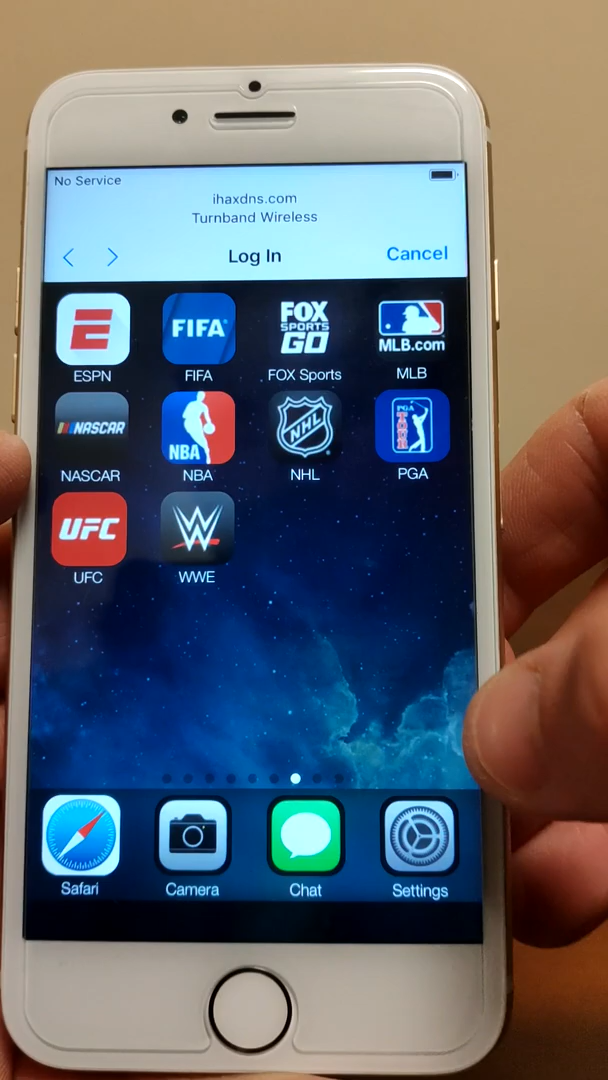 No Service
ihaxdns.com
Turnband Wireless
Log In
Cancel
E
FIFA
FOX
SPORTS
GO
MLB.com
ESPN
FIFA
FOX Sports
MLB
NASCAR
NBA
NHL
PGA
TOUR
NASCAR
NBA
NHL
PGA
UFC
W
UFC
WWE
Safari
Camera
Chat
Settings